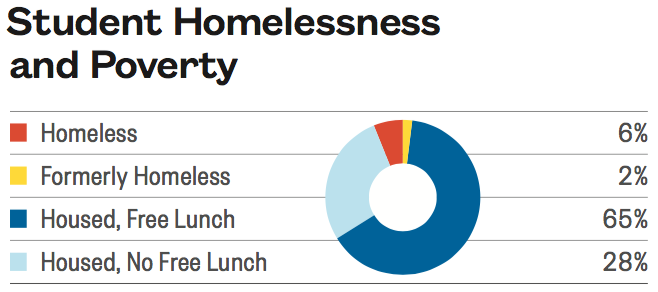 Student Homelessness
and Poverty
Homeless 6%
Formerly Homeless 2%
Housed, Free Lunch 65%
Housed, No Free Lunch 28%